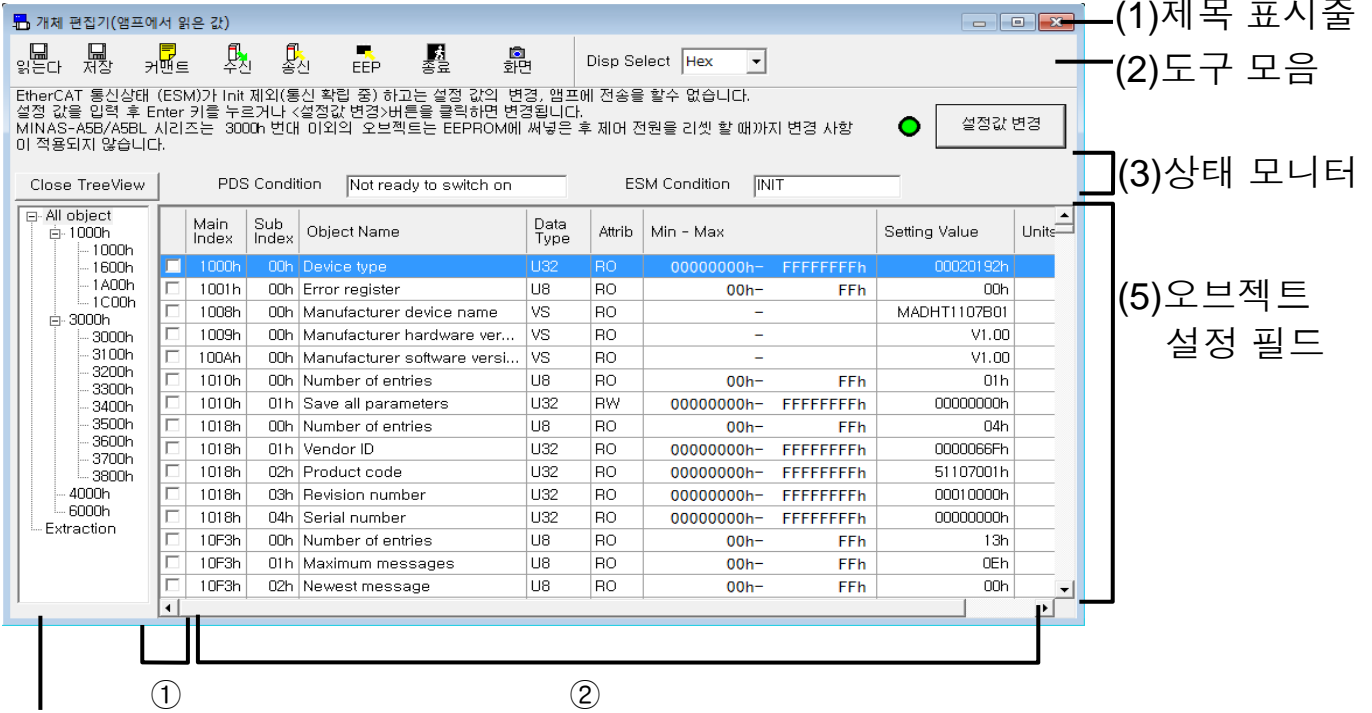 개체 편집기(앰프에서 읽은 값)
(1)제목 표시줄
읽는다 저장 커맨트 수신 송신 EEP 종료 화면 Disp Select Hex
(2)도구 모음
EtherCAT 통신상태 (ESM)가 Init 제외(통신 확립 중) 하고는 설정 값의 변경, 앰프에 전송을 할수 없습니다.
설정 값을 입력 후 Enter 키를 누르거나 <설정값 변경>버튼을 클릭하면 변경됩니다.
MINAS-A5B/A5BL 시리즈는 3000h 번대 이외의 오브젝트는 EEPROM에 써넣은 후 제어 전원을 리셋 할 때까지 변경 사항
이 적용되지 않습니다.
설정값 변경
(3)상태 모니터
Close TreeView PDS Condition Not ready to switch on ESM Condition INIT
All object
1000h
1000h
1600h
1A00h
1C00h
3000h
3000h
3100h
3200h
3300h
3400h
3500h
3600h
3700h
3800h
4000h
6000h
Extraction
Main Index Sub Index Object Name Data Type Attrib Min - Max Setting Value Units
1000h 00h Device type U32 RO 00000000h- FFFFFFFFh 00020192h
1001h 00h Error register U8 RO 00h- FFh 00h
1008h 00h Manufacturer device name VS RO - MADHT1107B01
1009h 00h Manufacturer hardware ver... VS RO - V1.00
100Ah 00h Manufacturer software versi... VS RO - V1.00
1010h 00h Number of entries U8 RO 00h- FFh 01h
1010h 01h Save all parameters U32 RW 00000000h- FFFFFFFFh 00000000h
1018h 00h Number of entries U8 RO 00h- FFh 04h
1018h 01h Vendor ID U32 RO 00000000h- FFFFFFFFh 0000066Fh
1018h 02h Product code U32 RO 00000000h- FFFFFFFFh 51107001h
1018h 03h Revision number U32 RO 00000000h- FFFFFFFFh 00010000h
1018h 04h Serial number U32 RO 00000000h- FFFFFFFFh 00000000h
10F3h 00h Number of entries U8 RO 00h- FFh 13h
10F3h 01h Maximum messages U8 RO 00h- FFh 0Eh
10F3h 02h Newest message U8 RO 00h- FFh 00h
(5)오브젝트
설정 필드
① ②